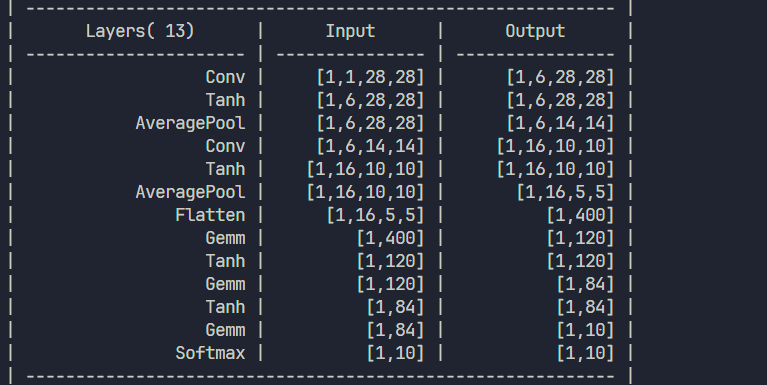 | ----------------------------------------------------------- |
| Layers( 13) | Input | Output |
| ---------------------- | --------------- | ---------------- |
| Conv | [1,1,28,28] | [1,6,28,28] |
| Tanh | [1,6,28,28] | [1,6,28,28] |
| AveragePool | [1,6,28,28] | [1,6,14,14] |
| Conv | [1,6,14,14] | [1,16,10,10] |
| Tanh | [1,16,10,10] | [1,16,10,10] |
| AveragePool | [1,16,10,10] | [1,16,5,5] |
| Flatten | [1,16,5,5] | [1,400] |
| Gemm | [1,400] | [1,120] |
| Tanh | [1,120] | [1,120] |
| Gemm | [1,120] | [1,84] |
| Tanh | [1,84] | [1,84] |
| Gemm | [1,84] | [1,10] |
| Softmax | [1,10] | [1,10] |
| ----------------------------------------------------------- |